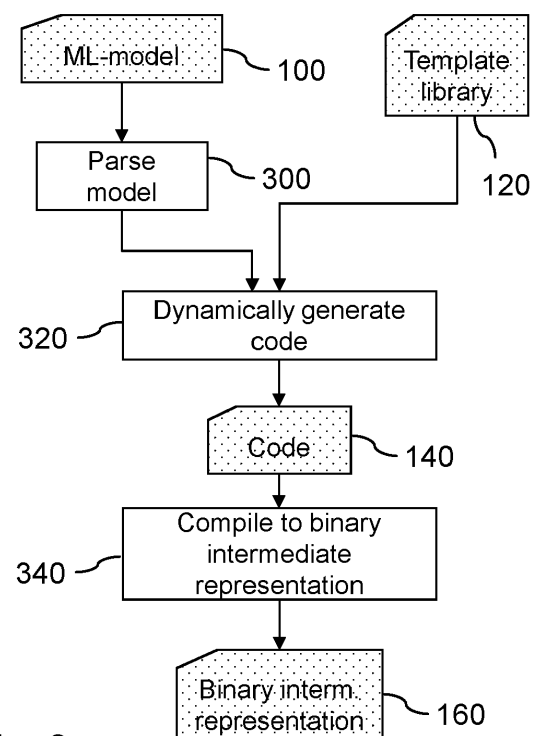 ML-model
100
Template
library
120
Parse
model
300
Dynamically generate
code
320
Code
140
Compile to binary
intermediate
representation
340
Binary interm.
representation
160